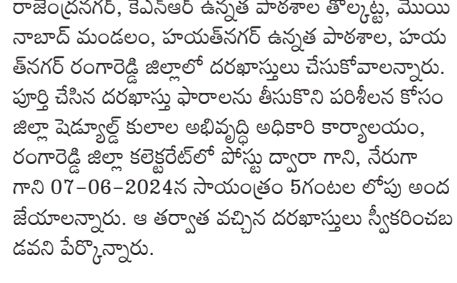 రాజేంద్రనగర్, కెఎన్ఆర్ ఉన్నత పాఠశాల తోల్కట్ట, మొయి
నాబాద్ మండలం, హయత్‌నగర్ ఉన్నత పాఠశాల, హయ
త్‌నగర్ రంగారెడ్డి జిల్లాలో దరఖాస్తులు చేసుకోవాలన్నారు.
పూర్తి చేసిన దరఖాస్తు ఫారాలను తీసుకొని పరిశీలన కోసం
జిల్లా షెడ్యూల్డ్ కులాల అభివృద్ధి అధికారి కార్యాలయం,
రంగారెడ్డి జిల్లా కలెక్టరేట్‌లో పోస్టు ద్వారా గాని, నేరుగా
గాని 07-06-2024న సాయంత్రం 5గంటల లోపు అంద
జేయాలన్నారు. ఆ తర్వాత వచ్చిన దరఖాస్తులు స్వీకరించబ
డవని పేర్కొన్నారు.